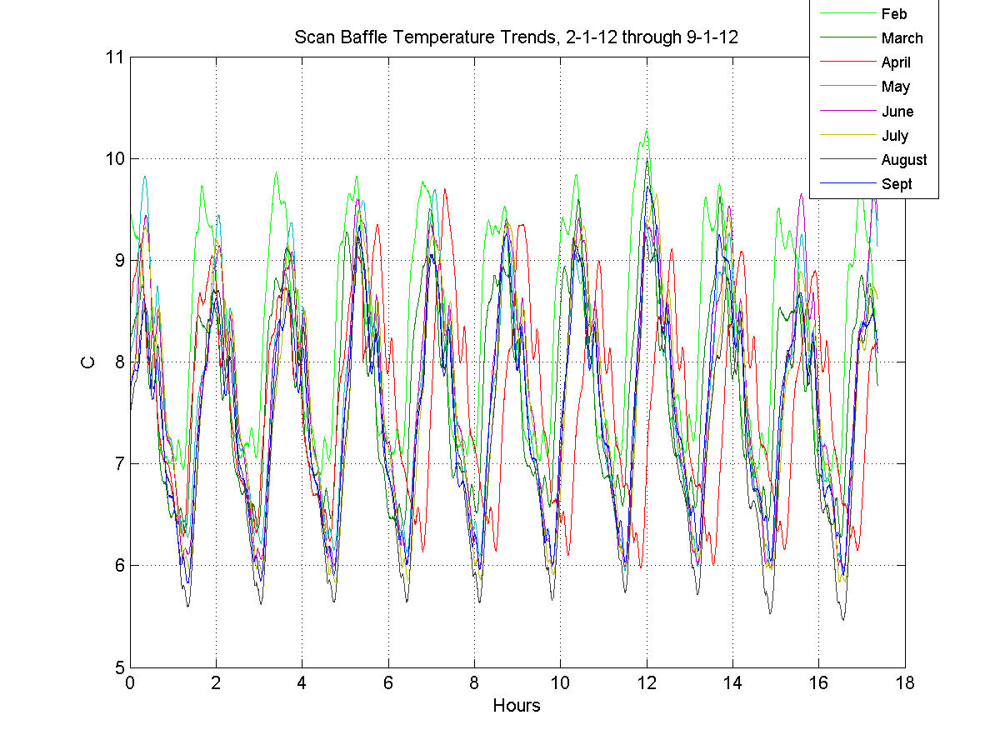 Scan Baffle Temperature Trends, 2-1-12 through 9-1-12
Feb
March
April
May
June
July
August
Sept
11
10
9
8
7
6
5
C
0 2 4 6 8 10 12 14 16 18
Hours